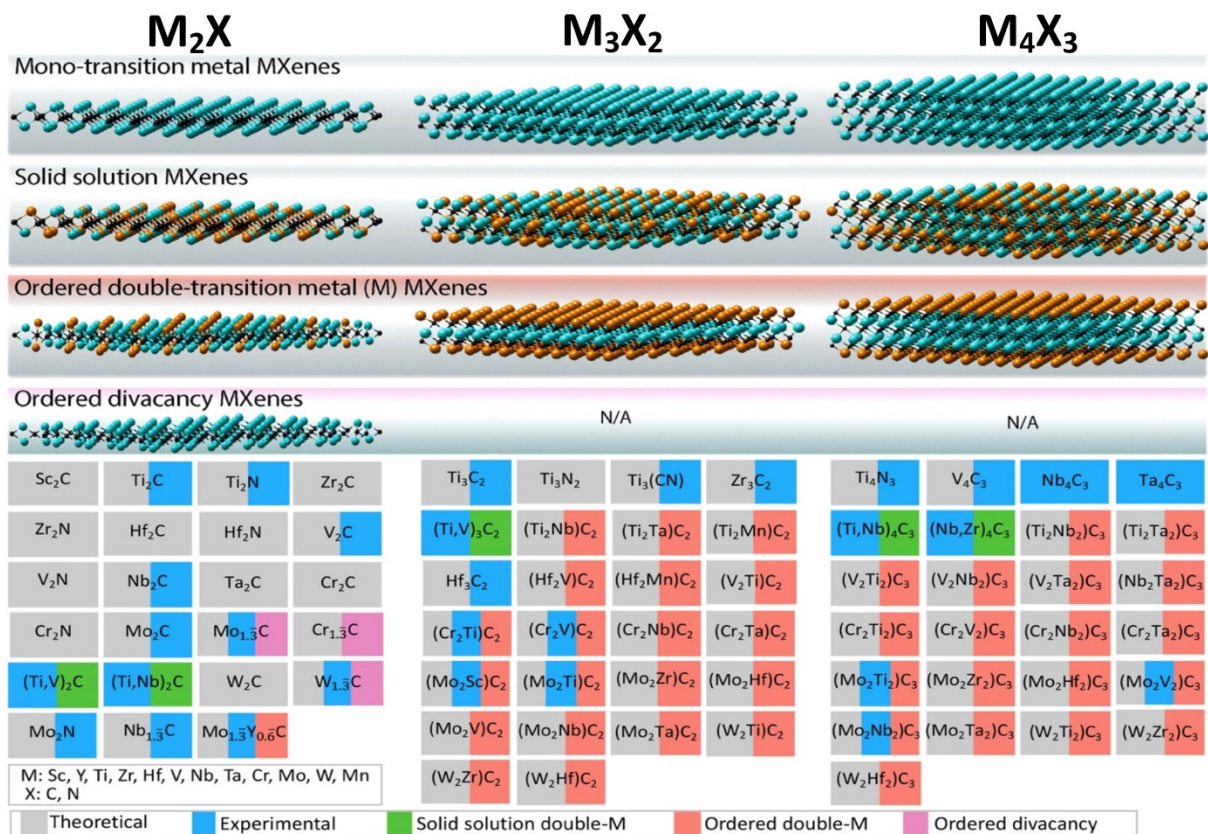 M₂X M₃X₂ M₄X₃
Mono-transition metal MXenes
Solid solution MXenes
Ordered double-transition metal (M) MXenes
Ordered divacancy MXenes
N/A N/A
Sc₂C Ti₂C Ti₂N Zr₂C Ti₃C₂ Ti₃N₂ Ti₃(CN) Zr₃C₂ Ti₄N₃ V₄C₃ Nb₄C₃ Ta₄C₃
Zr₂N Hf₂C Hf₂N V₂C (Ti,V)₃C₂ (Ti₂Nb)C₂ (Ti₂Ta)C₂ (Ti₂Mn)C₂ (Ti,Nb)₄C₃ (Nb,Zr)₄C₃ (Ti₂Nb₂)C₃ (Ti₂Ta₂)C₃
V₂N Nb₂C Ta₂C Cr₂C Hf₃C₂ (Hf₂V)C₂ (Hf₂Mn)C₂ (V₂Ti)C₂ (V₂Ti₂)C₃ (V₂Nb₂)C₃ (V₂Ta₂)C₃ (Nb₂Ta₂)C₃
Cr₂N Mo₂C Mo₁.₃̅C Cr₁.₃̅C (Cr₂Ti)C₂ (Cr₂V)C₂ (Cr₂Nb)C₂ (Cr₂Ta)C₂ (Cr₂Ti₂)C₃ (Cr₂V₂)C₃ (Cr₂Nb₂)C₃ (Cr₂Ta₂)C₃
(Ti,V)₂C (Ti,Nb)₂C W₂C W₁.₃̅C (Mo₂Sc)C₂ (Mo₂Ti)C₂ (Mo₂Zr)C₂ (Mo₂Hf)C₂ (Mo₂Ti₂)C₃ (Mo₂Zr₂)C₃ (Mo₂Hf₂)C₃ (Mo₂V₂)C₃
Mo₂N Nb₁.₃̅C Mo₁.₃̅Y₀.₆̅C (Mo₂V)C₂ (Mo₂Nb)C₂ (Mo₂Ta)C₂ (W₂Ti)C₂ (Mo₂Nb₂)C₃ (Mo₂Ta₂)C₃ (W₂Ti₂)C₃ (W₂Zr₂)C₃
(W₂Zr)C₂ (W₂Hf)C₂ (W₂Hf₂)C₃
M: Sc, Y, Ti, Zr, Hf, V, Nb, Ta, Cr, Mo, W, Mn
X: C, N
Theoretical Experimental Solid solution double-M Ordered double-M Ordered divacancy